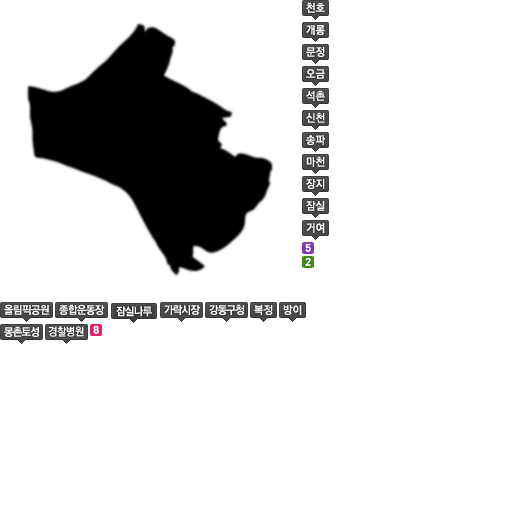 천호
개롱
문정
오금
석촌
신천
송파
마천
장지
잠실
거여
5
2
올림픽공원 종합운동장 잠실나루 가락시장 강동구청 복정 방이
몽촌토성 경찰병원 8